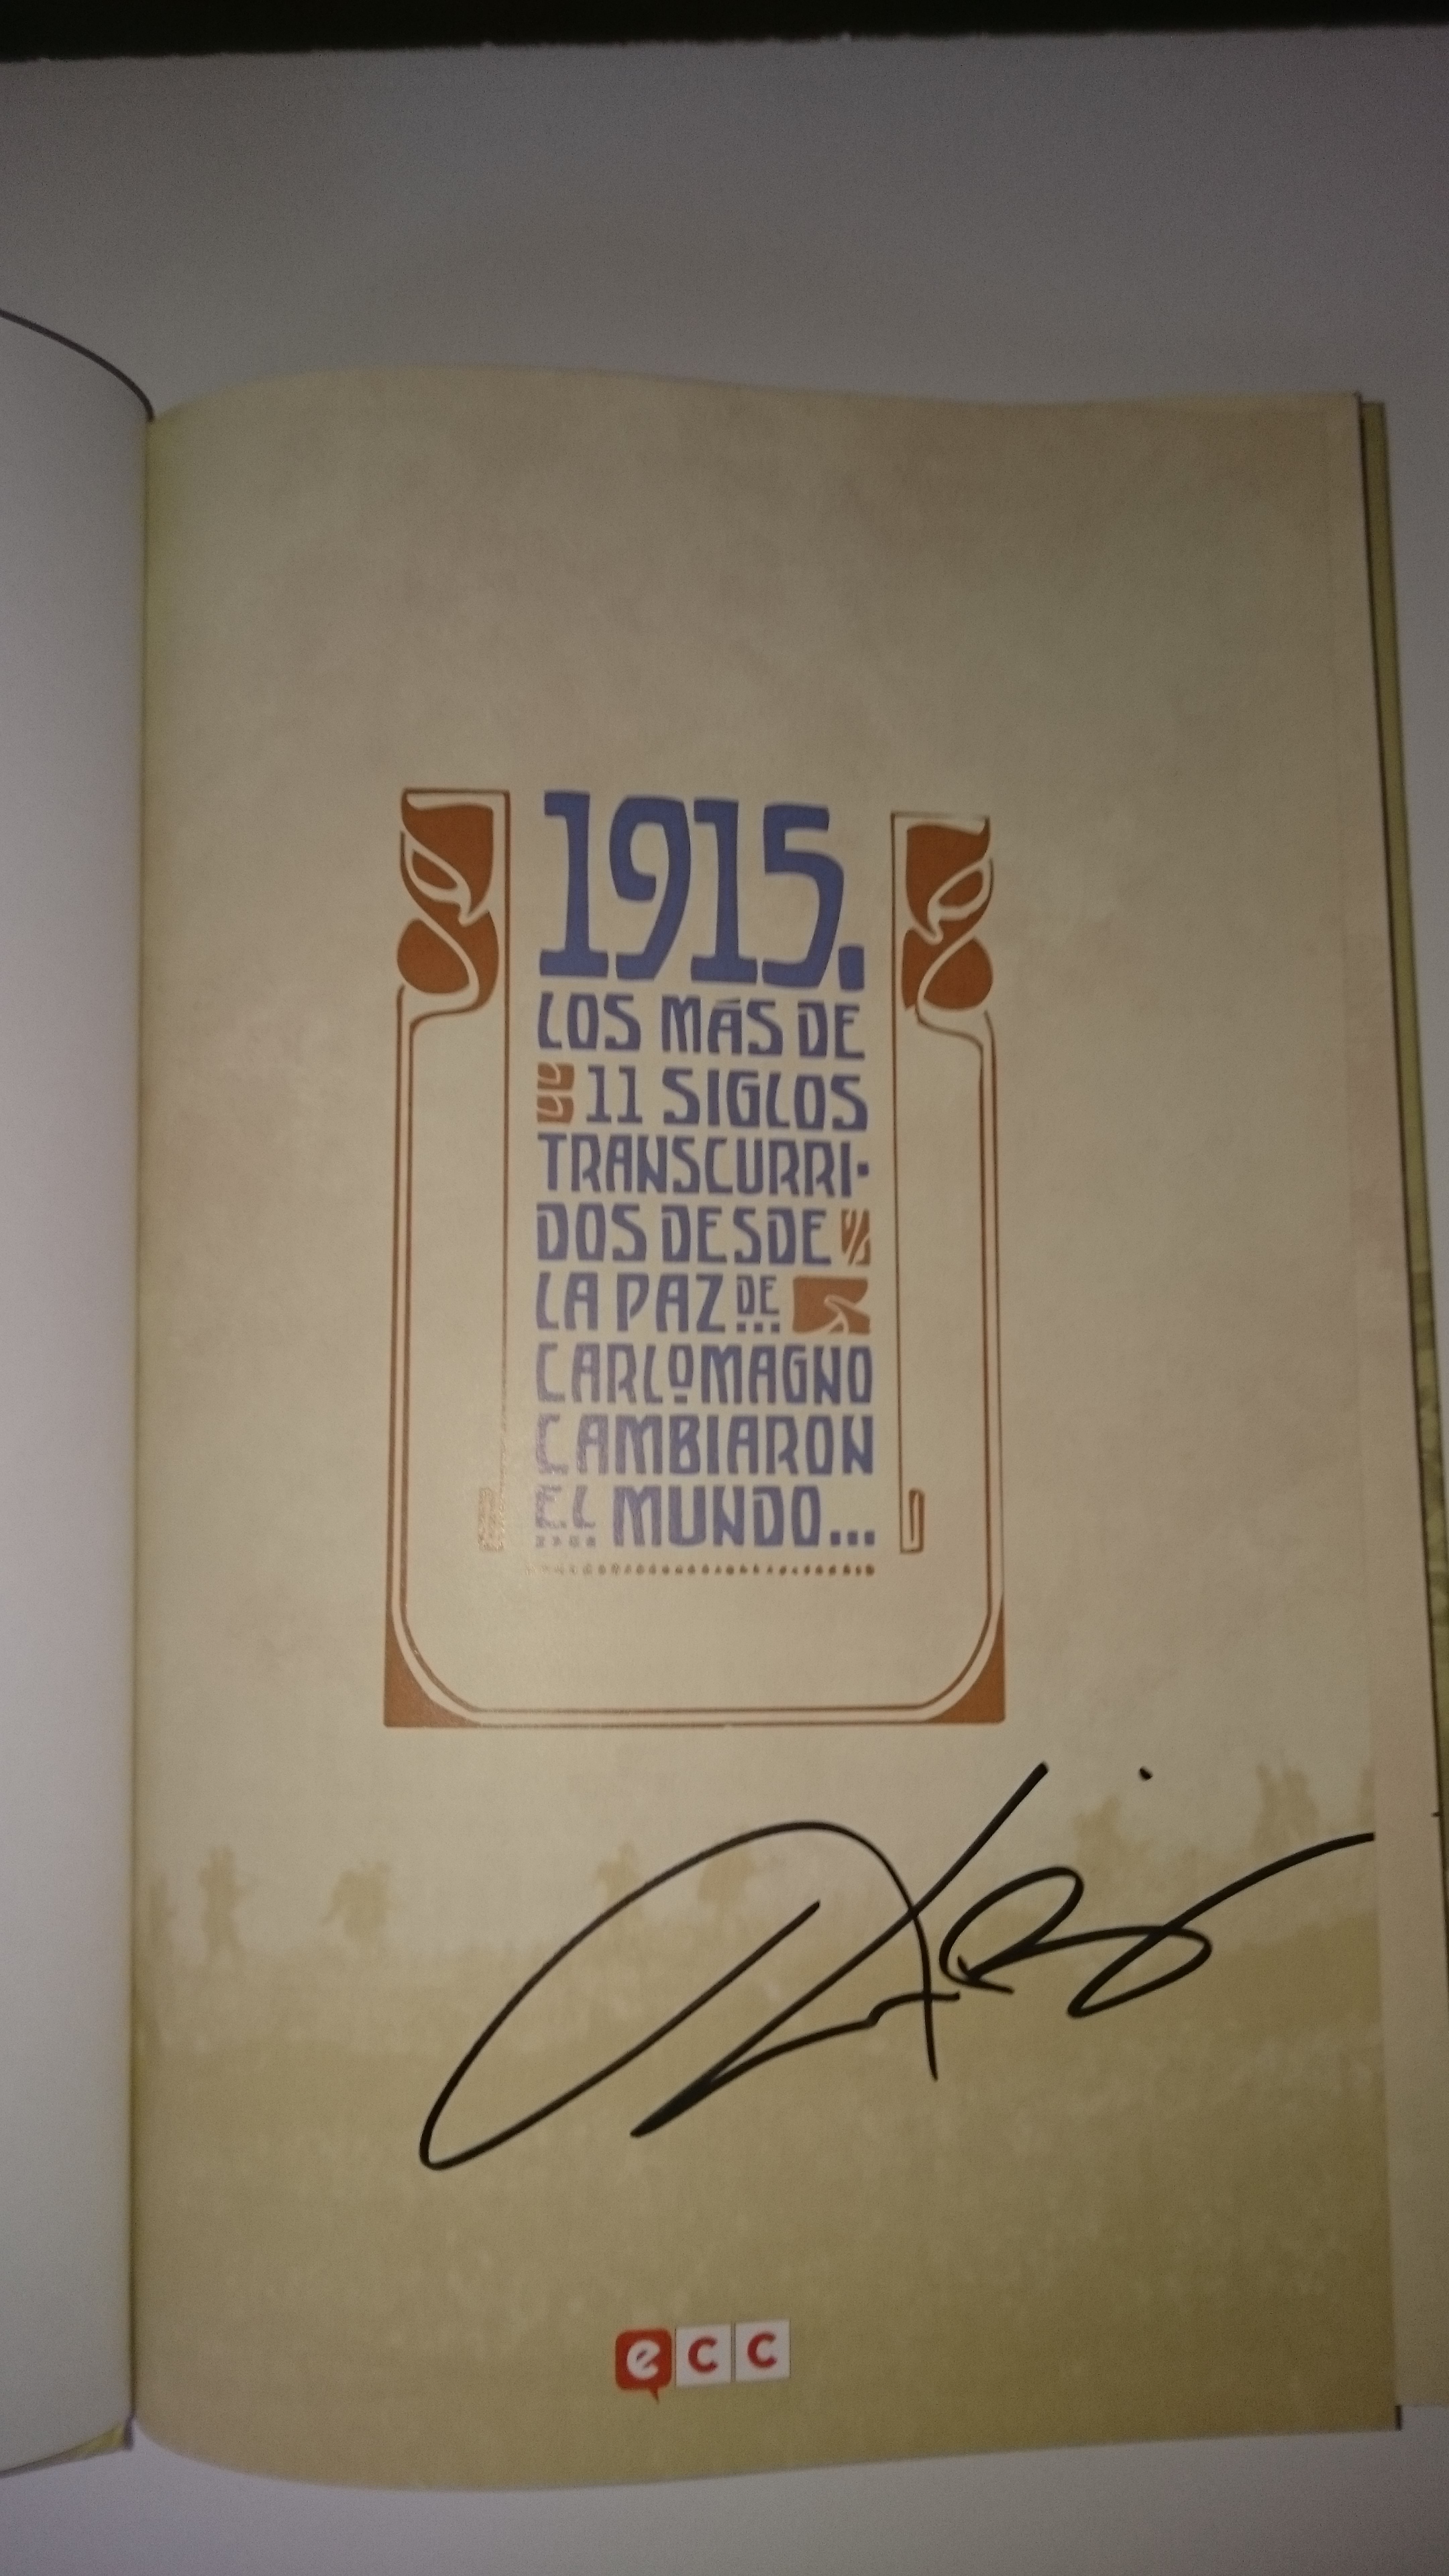 1915.
LOS MÁS DE
11 SIGLOS
TRANSCURRI-
DOS DESDE
LA PAZ DE
CARLOMAGNO
CAMBIARON
EL MUNDO...
ecc